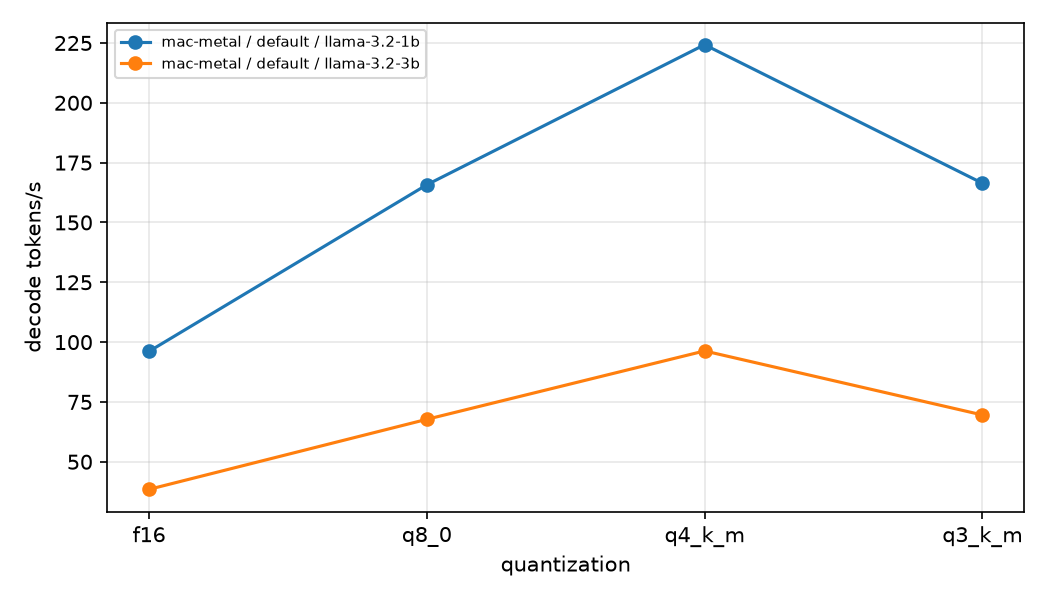 mac-metal / default / llama-3.2-1b
mac-metal / default / llama-3.2-3b
225
200
175
150
125
100
75
50
decode tokens/s
f16 q8_0 q4_k_m q3_k_m
quantization